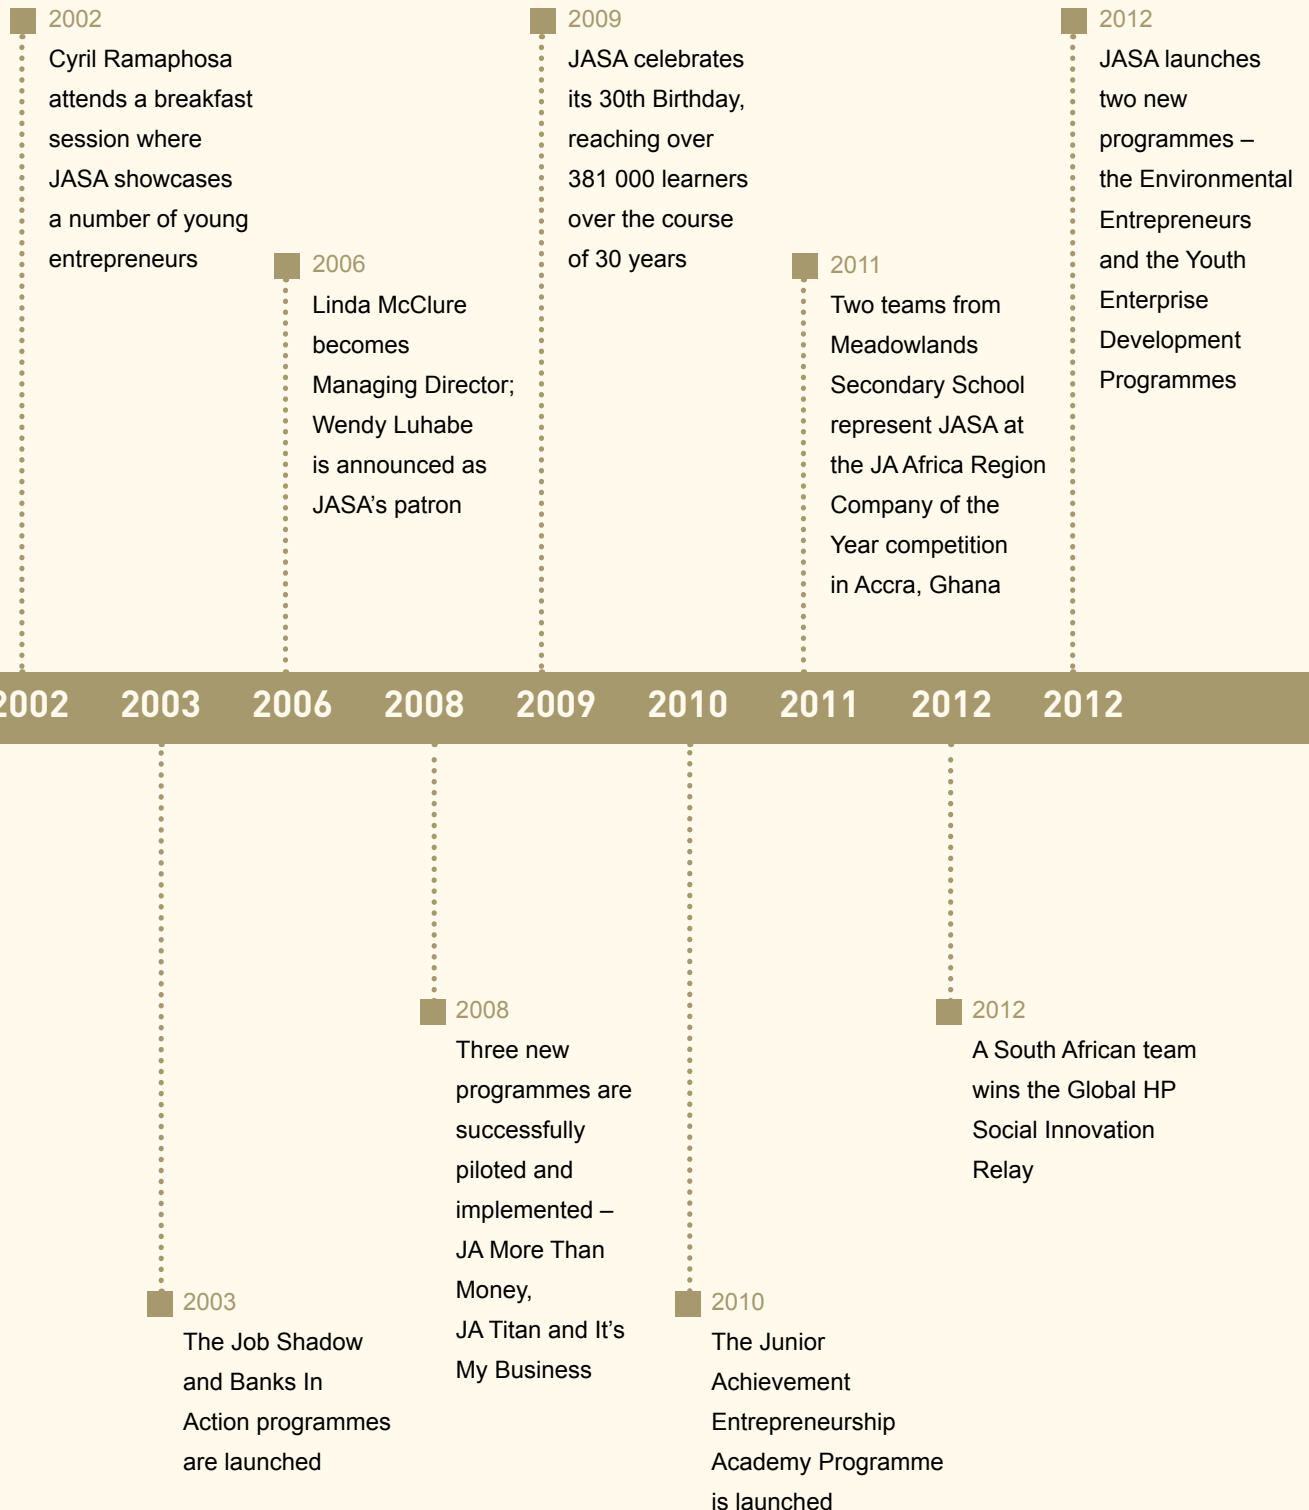 2002
Cyril Ramaphosa
attends a breakfast
session where
JASA showcases
a number of young
entrepreneurs
2006
Linda McClure
becomes
Managing Director;
Wendy Luhabe
is announced as
JASA’s patron
2009
JASA celebrates
its 30th Birthday,
reaching over
381 000 learners
over the course
of 30 years
2011
Two teams from
Meadowlands
Secondary School
represent JASA at
the JA Africa Region
Company of the
Year competition
in Accra, Ghana
2012
JASA launches
two new
programmes –
the Environmental
Entrepreneurs
and the Youth
Enterprise
Development
Programmes
2002 2003 2006 2008 2009 2010 2011 2012 2012
2003
The Job Shadow
and Banks In
Action programmes
are launched
2008
Three new
programmes are
successfully
piloted and
implemented –
JA More Than
Money,
JA Titan and It’s
My Business
2010
The Junior
Achievement
Entrepreneurship
Academy Programme
is launched
2012
A South African team
wins the Global HP
Social Innovation
Relay